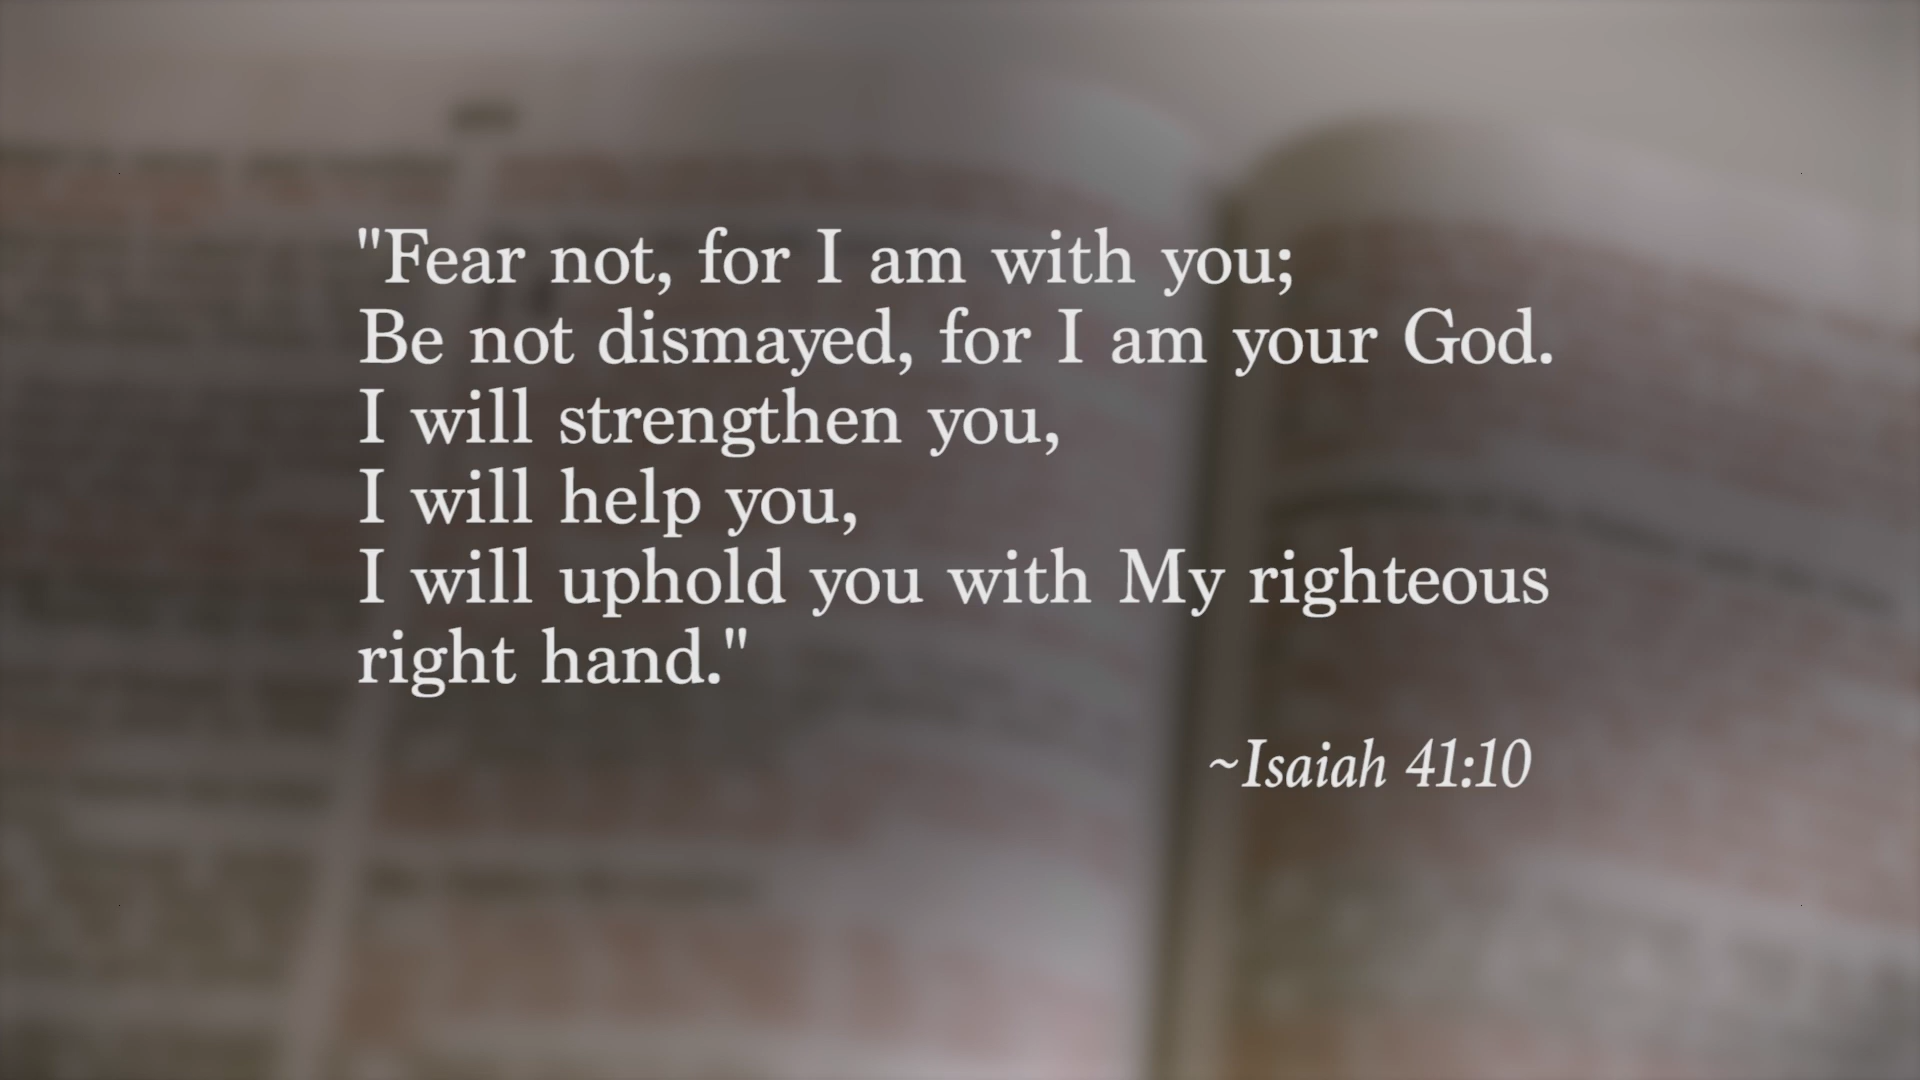 "Fear not, for I am with you;
Be not dismayed, for I am your God.
I will strengthen you,
I will help you,
I will uphold you with My righteous
right hand."
~Isaiah 41:10